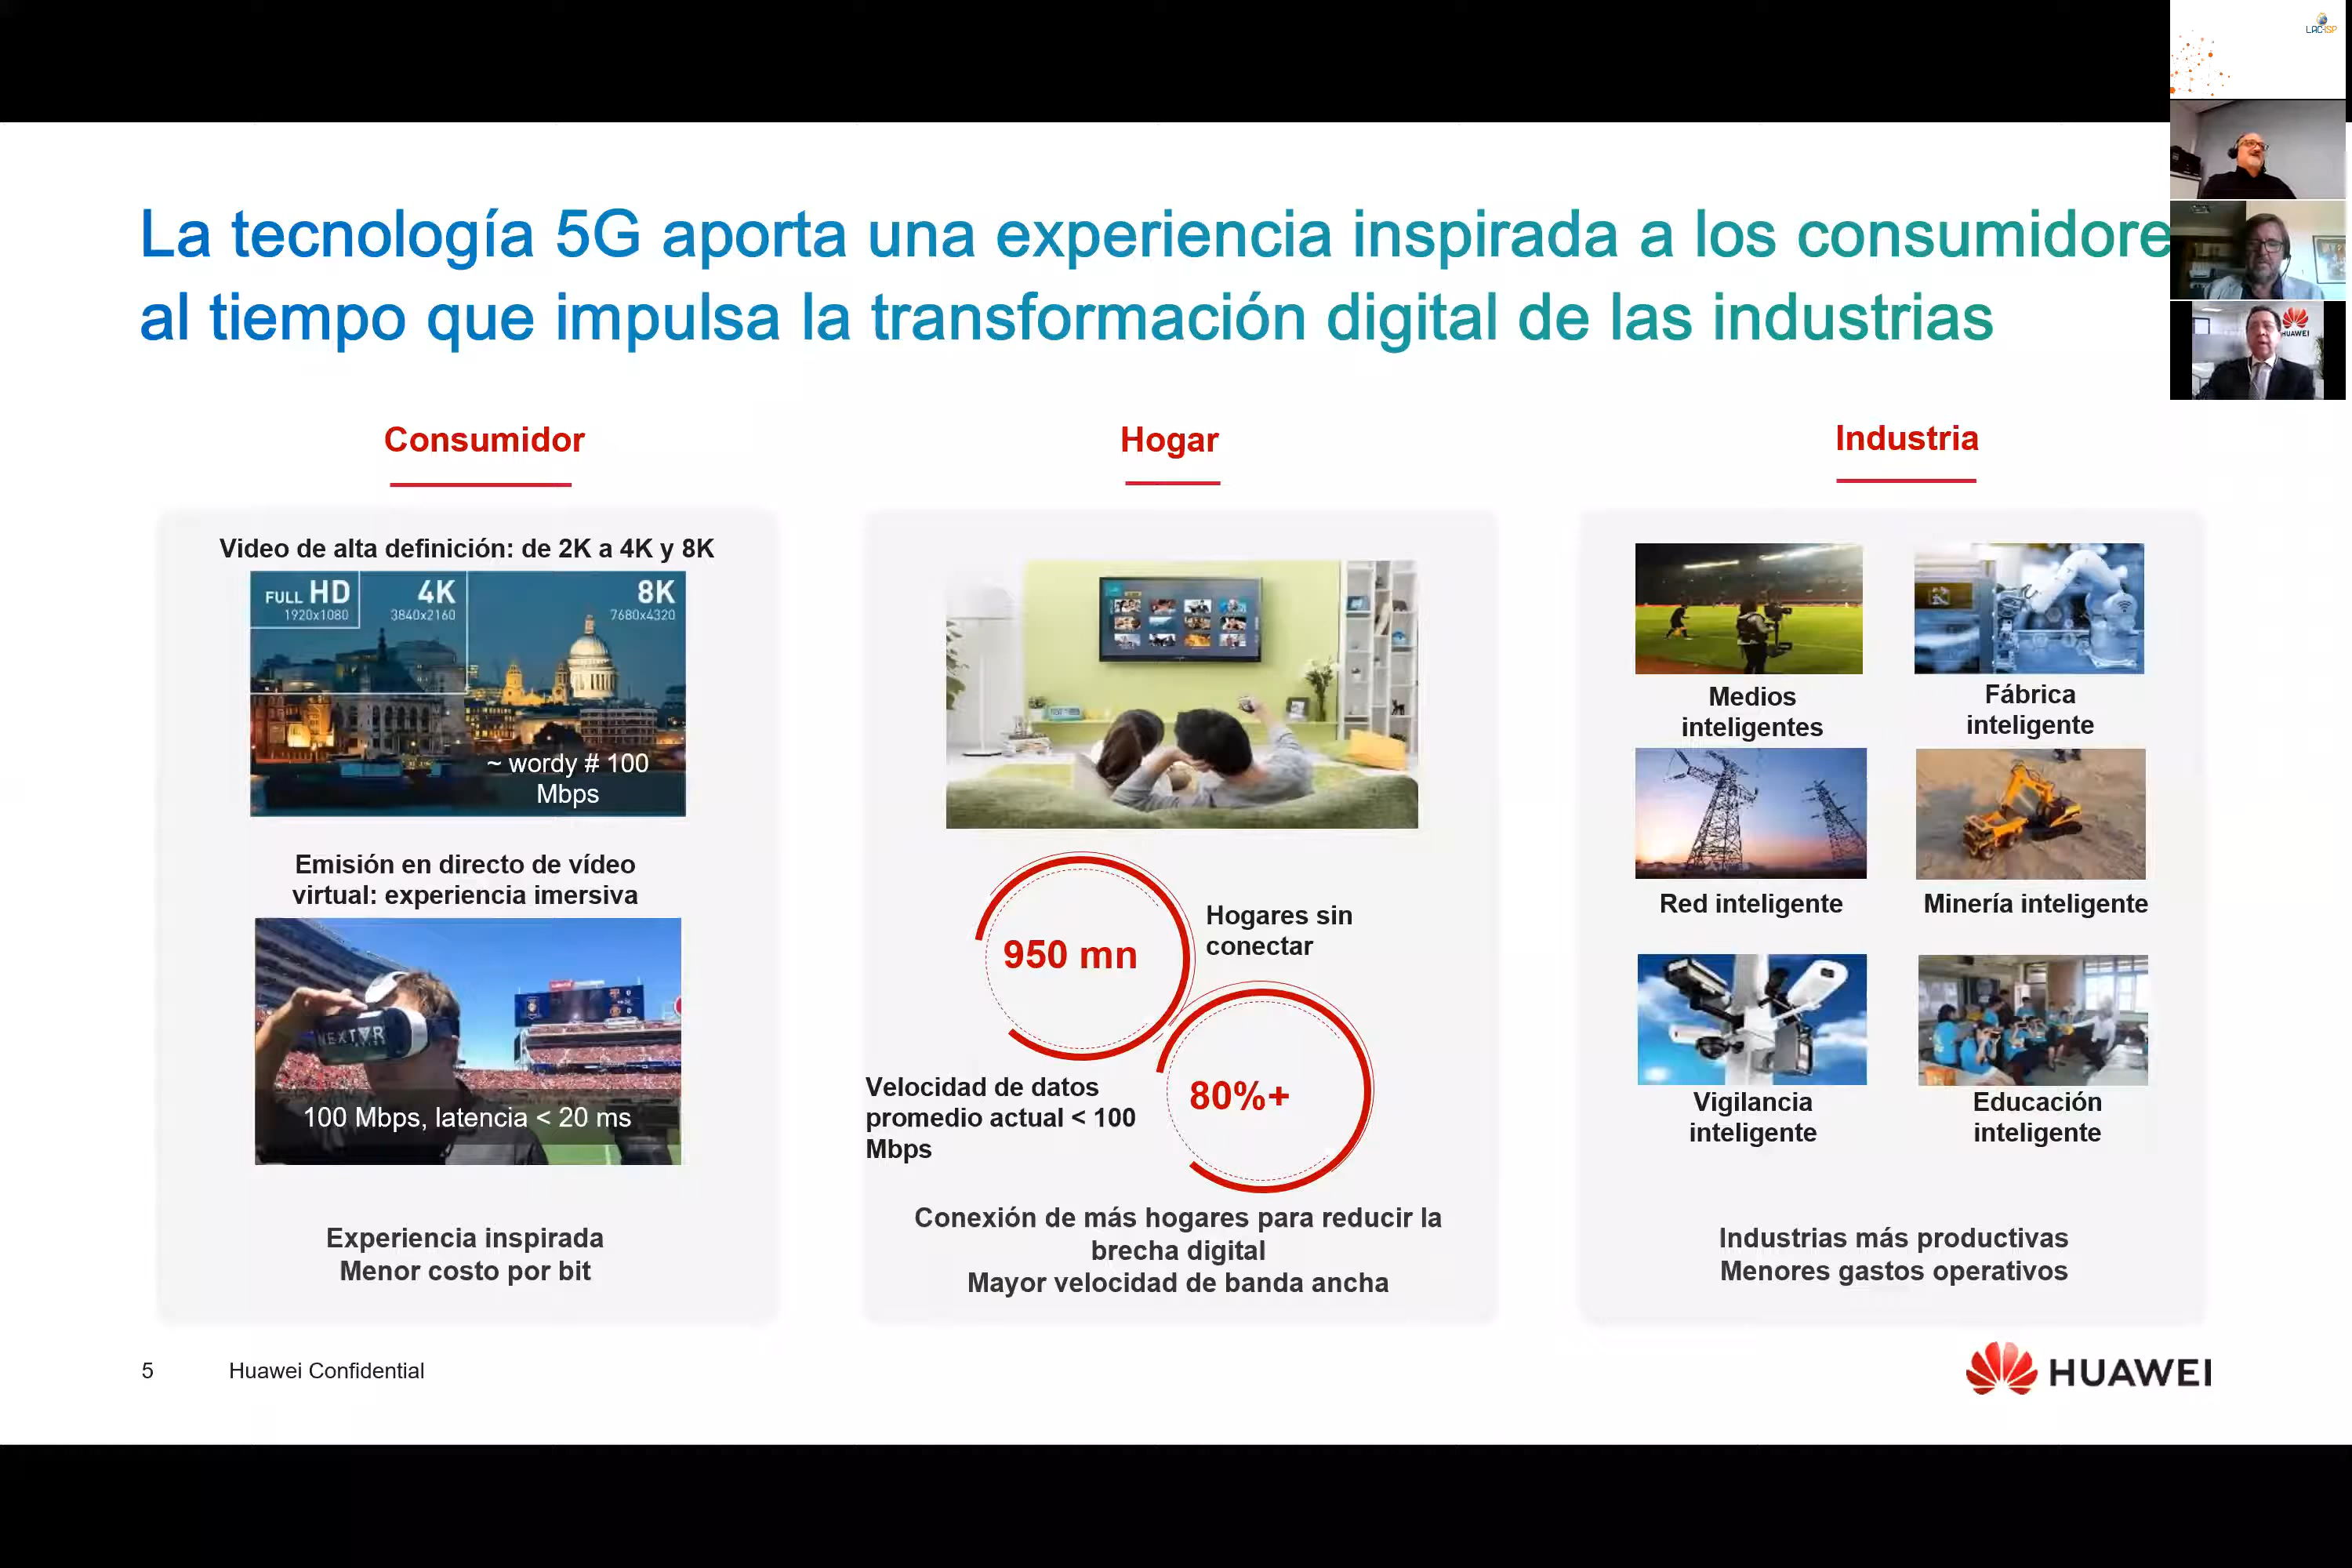 LAC-ISP
La tecnología 5G aporta una experiencia inspirada a los consumidore
al tiempo que impulsa la transformación digital de las industrias
HUAWEI
Consumidor
Video de alta definición: de 2K a 4K y 8K
FULL HD
1920x1080
4K
3840x2160
8K
7680x4320
~ wordy # 100
Mbps
Emisión en directo de vídeo
virtual: experiencia imersiva
NEXTVR
100 Mbps, latencia < 20 ms
Experiencia inspirada
Menor costo por bit
Hogar
950 mn
Hogares sin
conectar
Velocidad de datos
promedio actual < 100
Mbps
80%+
Conexión de más hogares para reducir la
brecha digital
Mayor velocidad de banda ancha
Industria
Medios
inteligentes
Fábrica
inteligente
Red inteligente
Minería inteligente
Vigilancia
inteligente
Educación
inteligente
Industrias más productivas
Menores gastos operativos
5
Huawei Confidential
HUAWEI